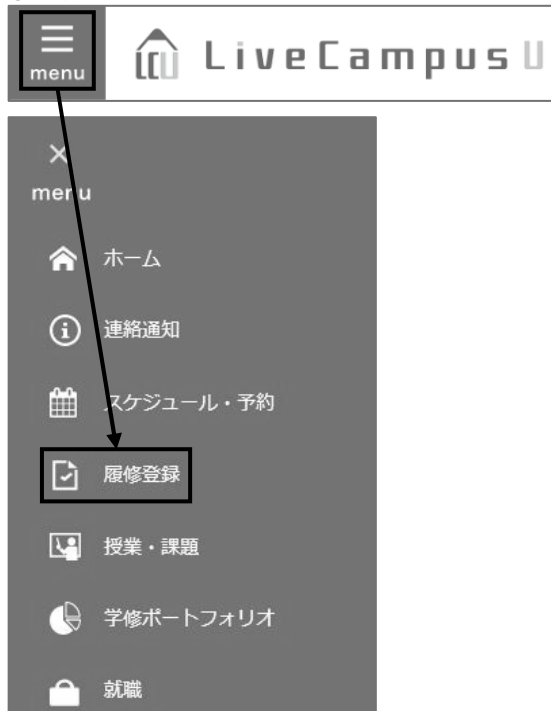 menu
LCU LiveCampusU
menu
ホーム
連絡通知
スケジュール・予約
履修登録
授業・課題
学修ポートフォリオ
就職